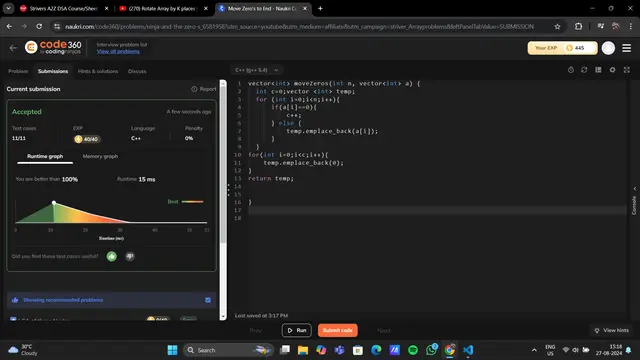 Strivers A2Z DSA Course/Sheet
(270) Rotate Array by K places
Move Zero's to End - Naukri Code
naukri.com/code360/problems/ninja-and-the-zero-s_6581958?utm_source=youtube&utm_medium=affiliate&utm_campaign=striver_Arrayproblems&leftPanelTabValue=SUBMISSION
code360
by coding ninjas
Interview problem list
View all problems
Your EXP
445
Problem
Submissions
Hints & solutions
Discuss
C++ (g++ 5.4)
Current submission
Report
Accepted
A few seconds ago
Test cases
EXP
Language
Penalty
11/11
40/40
C++
0%
Runtime graph
Memory graph
You are better than 100%
Runtime 15 ms
Best
Runtime (ms)
Did you find these test cases useful?
Showing recommended problems
1 vector<int> moveZeros(int n, vector<int> a) {
2 int c=0;vector <int> temp;
3 for (int i=0;i<n;i++){
4 if(a[i]==0){
5 c++;
6 } else {
7 temp.emplace_back(a[i]);
8 }
9 }
10 for(int i=0;i<c;i++){
11 temp.emplace_back(0);
12 }
13 return temp;
14
15
16 }
17
18
Console
Last saved at 3:17 PM
Prev
Run
Submit code
Next
View hints
30°C
Cloudy
Search
ENG
IN
15:18
27-08-2024